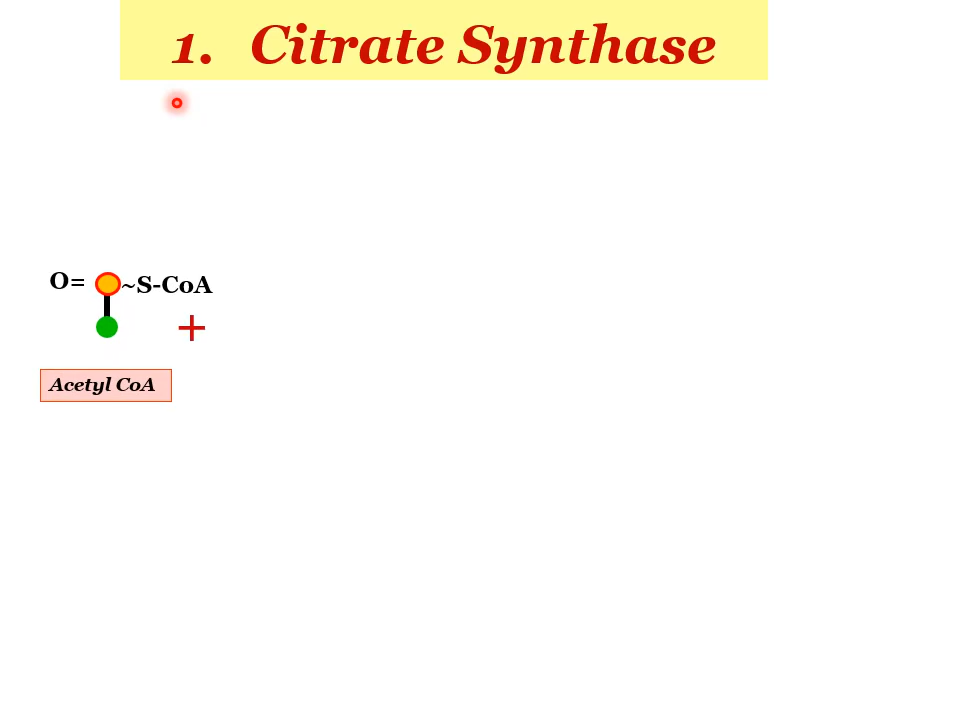 1. Citrate Synthase
O= ~S-CoA
+
Acetyl CoA